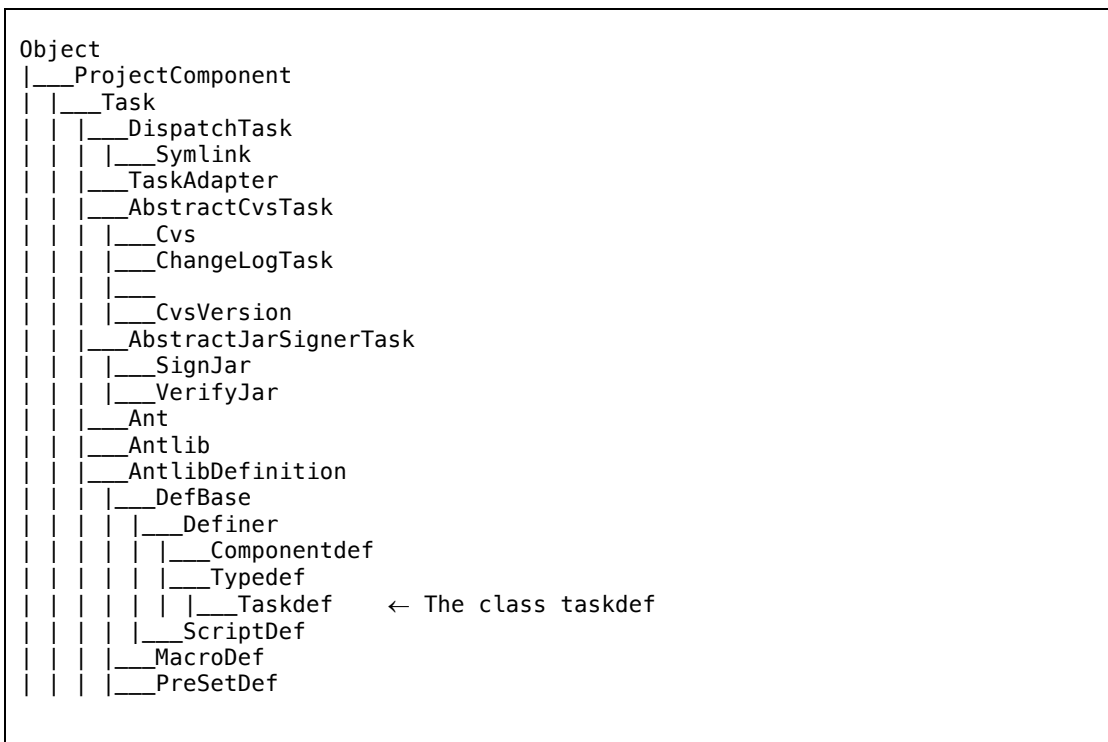 Object
|___ProjectComponent
| |___Task
| | |___DispatchTask
| | | |___Symlink
| | |___TaskAdapter
| | |___AbstractCvsTask
| | | |___Cvs
| | | |___ChangeLogTask
| | | |___
| | | |___CvsVersion
| | |___AbstractJarSignerTask
| | | |___SignJar
| | | |___VerifyJar
| | |___Ant
| | |___Antlib
| | |___AntlibDefinition
| | | |___DefBase
| | | | |___Definer
| | | | | |___Componentdef
| | | | | |___Typedef
| | | | | | |___Taskdef    ← The class taskdef
| | | | |___ScriptDef
| | | |___MacroDef
| | | |___PreSetDef